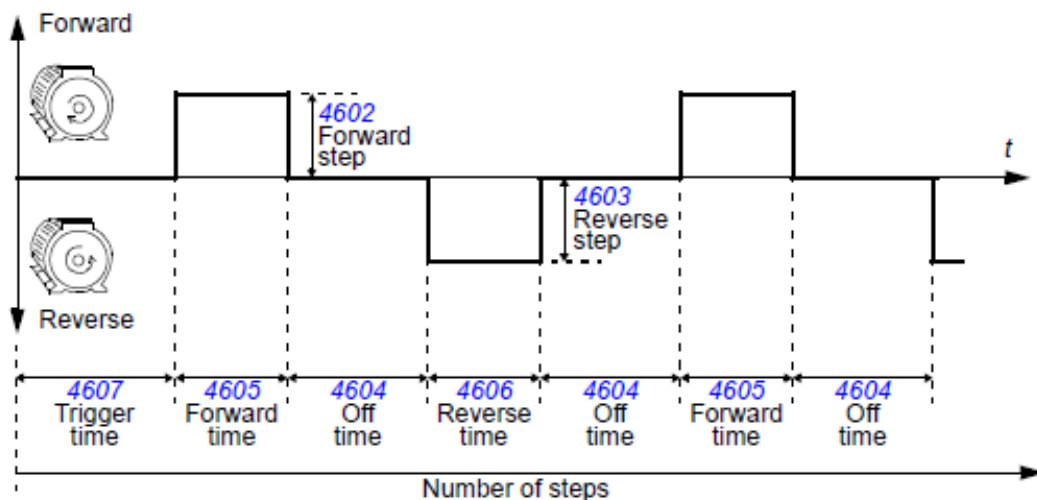 Forward
4602
Forward
step
t
4603
Reverse
step
Reverse
4607 4605 4604 4606 4604 4605 4604
Trigger Forward Off Reverse Off Forward Off
time time time time time time time
Number of steps